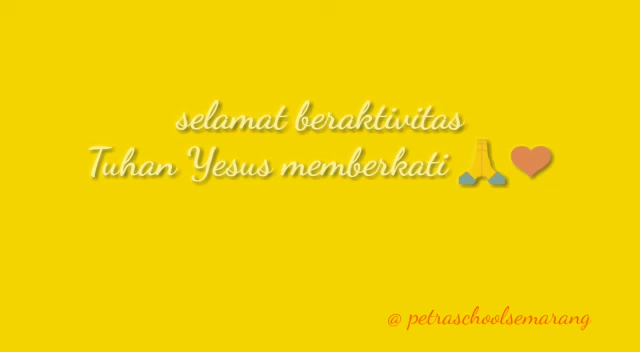 selamat beraktivitas
Tuhan Yesus memberkati 🙏❤
@ petraschoolsemarang